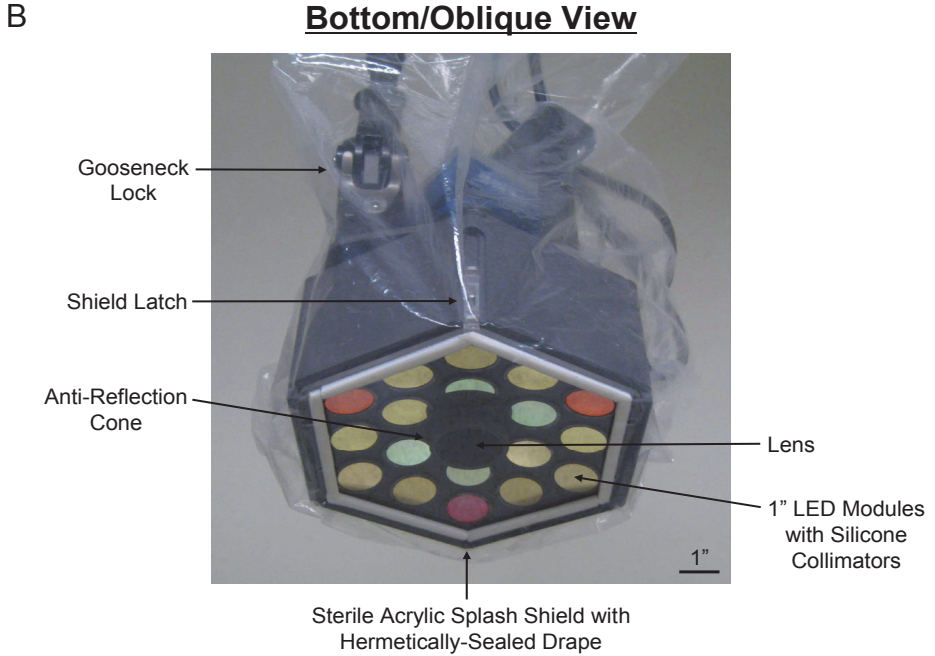 B
Bottom/Oblique View
Gooseneck
Lock
Shield Latch
Anti-Reflection
Cone
Lens
1” LED Modules
with Silicone
Collimators
1”
Sterile Acrylic Splash Shield with
Hermetically-Sealed Drape